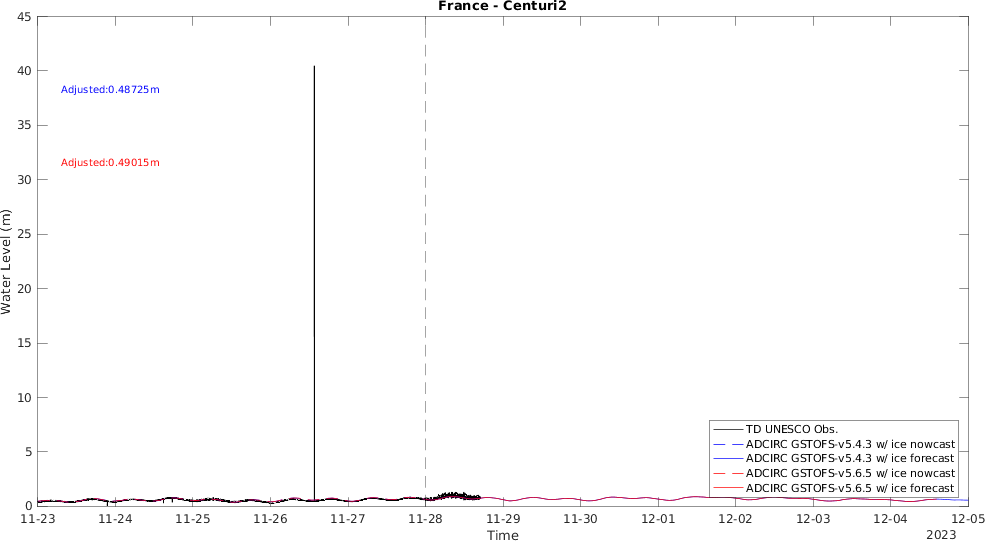 France - Centuri2
45
40
35
30
25
20
15
10
5
0
Water Level (m)
Adjusted:0.48725m
Adjusted:0.49015m
TD UNESCO Obs.
ADCIRC GSTOFS-v5.4.3 w/ ice nowcast
ADCIRC GSTOFS-v5.4.3 w/ ice forecast
ADCIRC GSTOFS-v5.6.5 w/ ice nowcast
ADCIRC GSTOFS-v5.6.5 w/ ice forecast
11-23 11-24 11-25 11-26 11-27 11-28 11-29 11-30 12-01 12-02 12-03 12-04 12-05
Time
2023